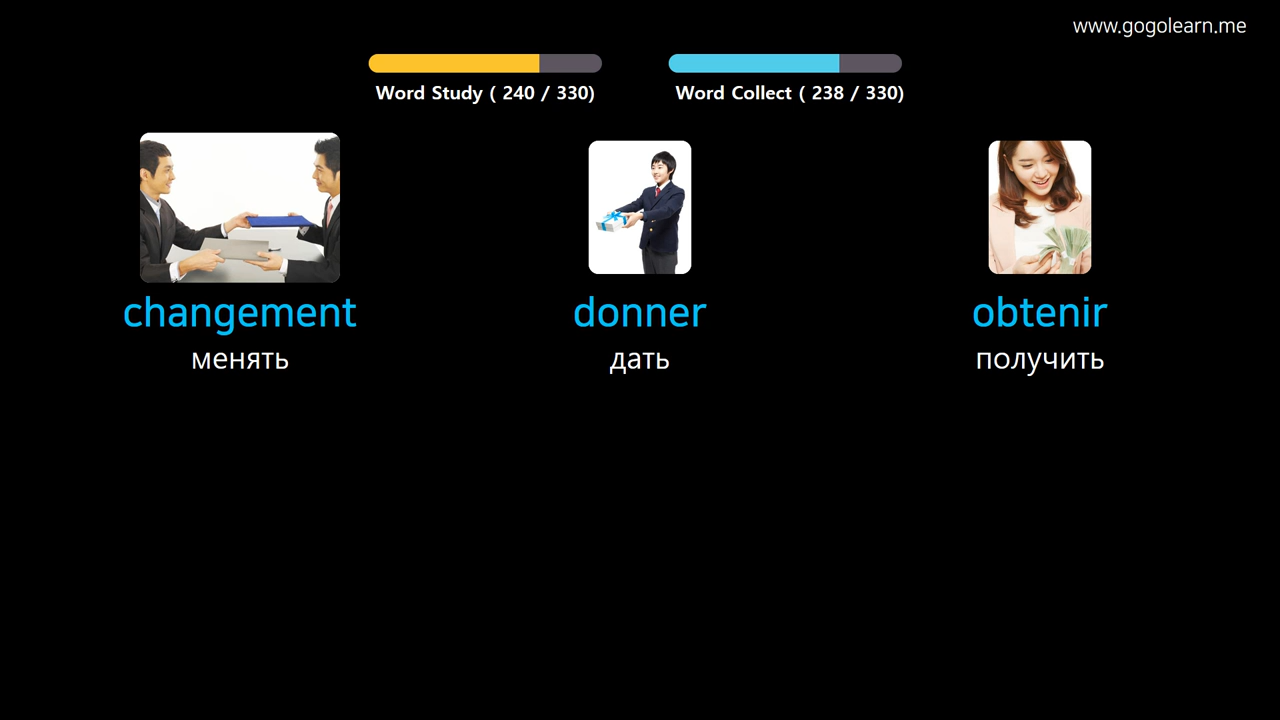 www.gogolearn.me
Word Study ( 240 / 330)
Word Collect ( 238 / 330)
changement
donner
obtenir
менять
дать
получить